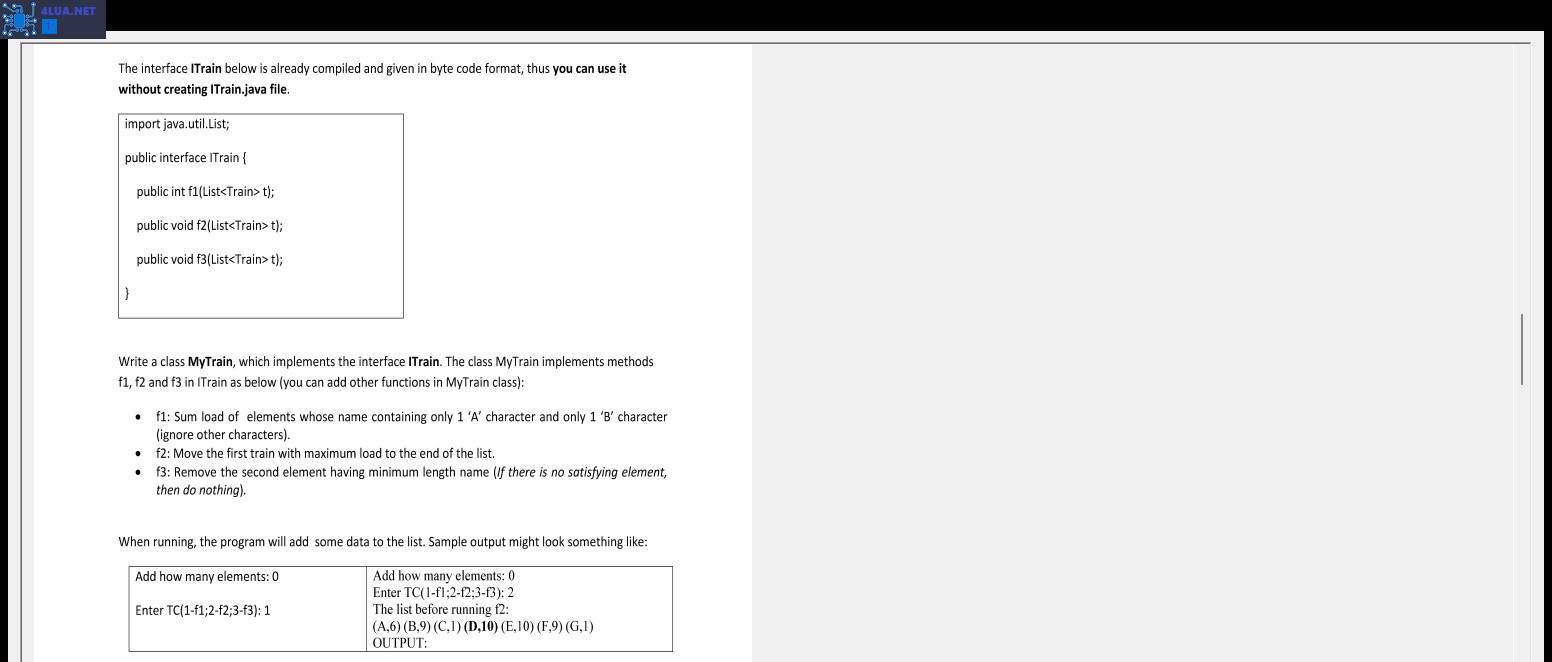 4LUA.NET
The interface ITrain below is already compiled and given in byte code format, thus you can use it
without creating ITrain.java file.
import java.util.List;
public interface ITrain {
public int f1(List<Train> t);
public void f2(List<Train> t);
public void f3(List<Train> t);
}
Write a class MyTrain, which implements the interface ITrain. The class MyTrain implements methods
f1, f2 and f3 in ITrain as below (you can add other functions in MyTrain class):
• f1: Sum load of elements whose name containing only 1 ‘A’ character and only 1 ‘B’ character
(ignore other characters).
• f2: Move the first train with maximum load to the end of the list.
• f3: Remove the second element having minimum length name (If there is no satisfying element,
then do nothing).
When running, the program will add some data to the list. Sample output might look something like:
Add how many elements: 0
Enter TC(1-f1;2-f2;3-f3): 1
Add how many elements: 0
Enter TC(1-f1;2-f2;3-f3): 2
The list before running f2:
(A,6) (B,9) (C,1) (D,10) (E,10) (F,9) (G,1)
OUTPUT: